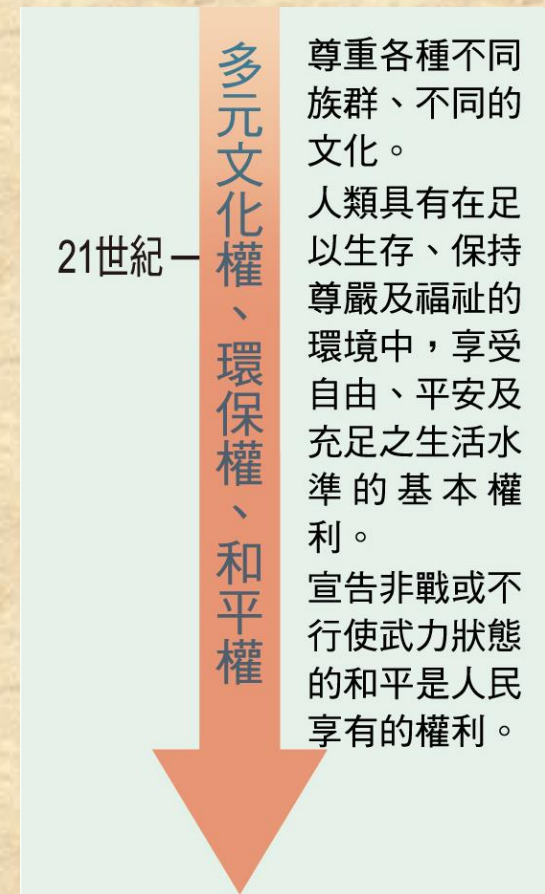 21世紀
多元文化權、環保權、和平權
尊重各種不同
族群、不同的
文化。
人類具有在足
以生存、保持
尊嚴及福祉的
環境中，享受
自由、平安及
充足之生活水
準的基本權
利。
宣告非戰或不
行使武力狀態
的和平是人民
享有的權利。